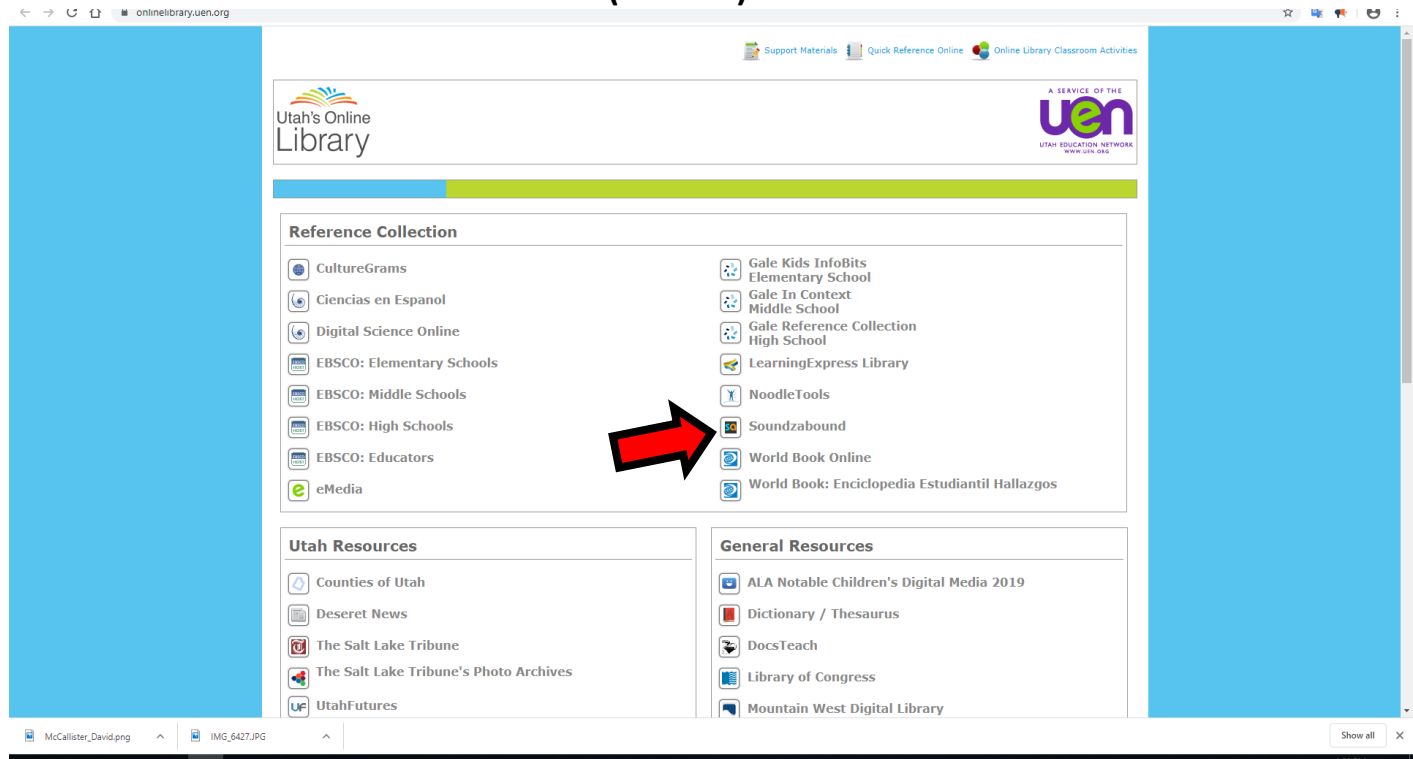 onlinelibrary.uen.org
Support Materials Quick Reference Online Online Library Classroom Activities
Utah's Online
Library
A SERVICE OF THE
uen
UTAH EDUCATION NETWORK
WWW.UEN.ORG
Reference Collection
CultureGrams
Ciencias en Espanol
Digital Science Online
EBSCO: Elementary Schools
EBSCO: Middle Schools
EBSCO: High Schools
EBSCO: Educators
eMedia
Gale Kids InfoBits
Elementary School
Gale In Context
Middle School
Gale Reference Collection
High School
LearningExpress Library
NoodleTools
Soundzabound
World Book Online
World Book: Enciclopedia Estudiantil Hallazgos
Utah Resources
Counties of Utah
Deseret News
The Salt Lake Tribune
The Salt Lake Tribune's Photo Archives
UF UtahFutures
General Resources
ALA Notable Children's Digital Media 2019
Dictionary / Thesaurus
DocsTeach
Library of Congress
Mountain West Digital Library
McCallister_David.png
IMG_6427.JPG
Show all